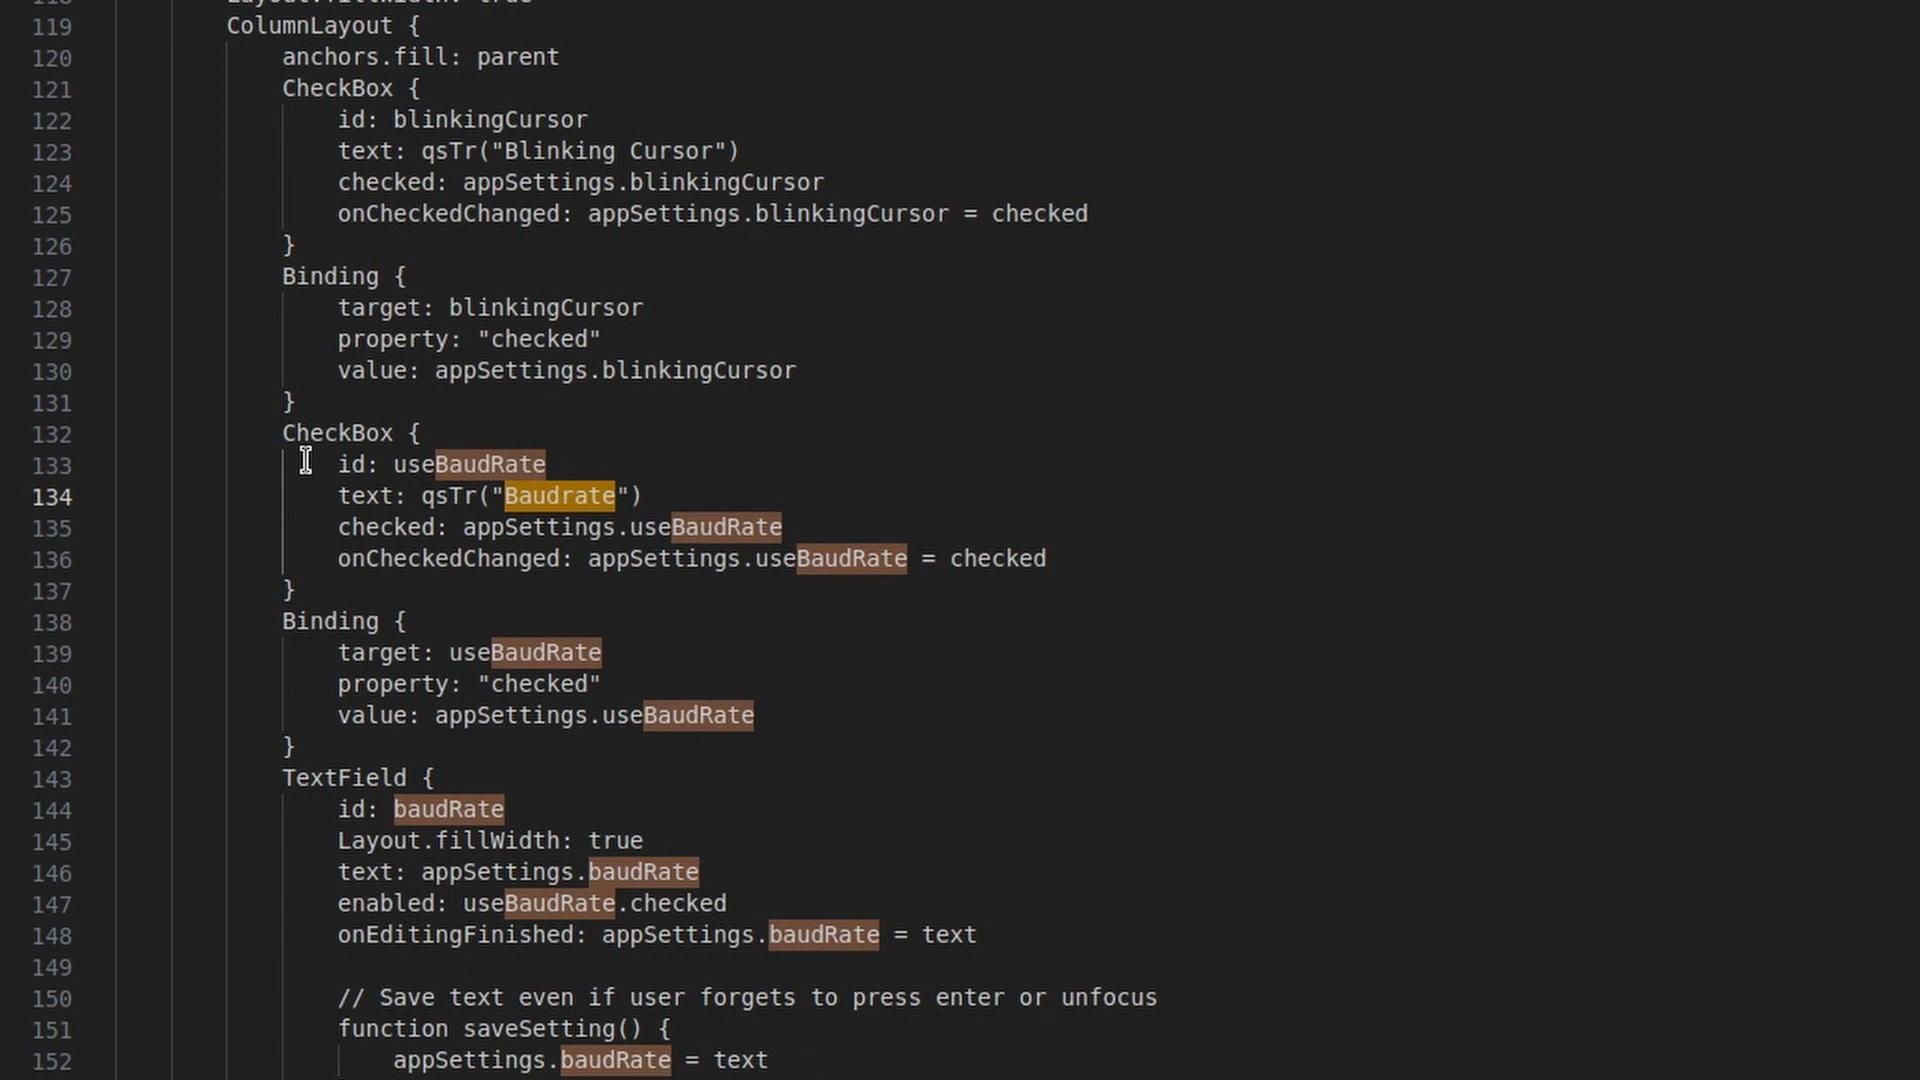 118 Layout.fillWidth: true
119 ColumnLayout {
120 anchors.fill: parent
121 CheckBox {
122 id: blinkingCursor
123 text: qsTr("Blinking Cursor")
124 checked: appSettings.blinkingCursor
125 onCheckedChanged: appSettings.blinkingCursor = checked
126 }
127 Binding {
128 target: blinkingCursor
129 property: "checked"
130 value: appSettings.blinkingCursor
131 }
132 CheckBox {
133 id: useBaudRate
134 text: qsTr("Baudrate")
135 checked: appSettings.useBaudRate
136 onCheckedChanged: appSettings.useBaudRate = checked
137 }
138 Binding {
139 target: useBaudRate
140 property: "checked"
141 value: appSettings.useBaudRate
142 }
143 TextField {
144 id: baudRate
145 Layout.fillWidth: true
146 text: appSettings.baudRate
147 enabled: useBaudRate.checked
148 onEditingFinished: appSettings.baudRate = text
149
150 // Save text even if user forgets to press enter or unfocus
151 function saveSetting() {
152 appSettings.baudRate = text